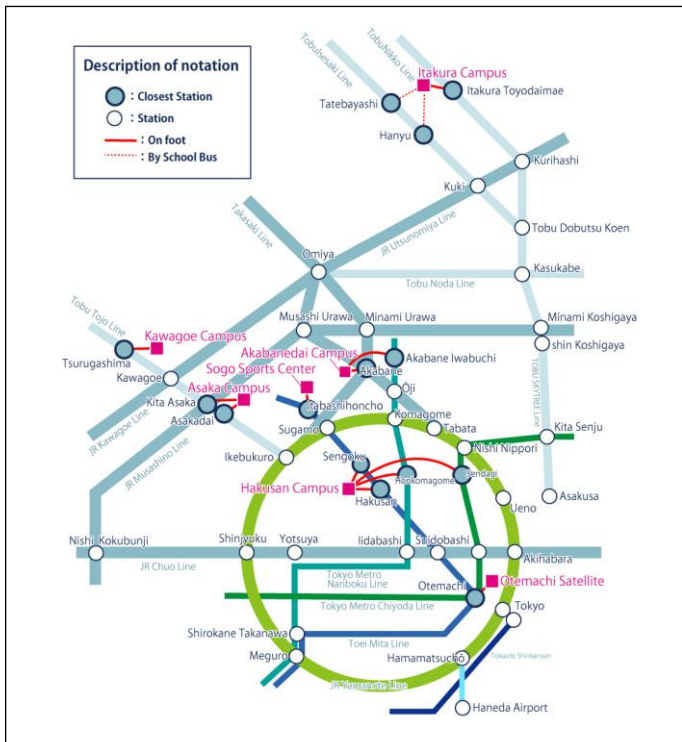 Description of notation
: Closest Station
: Station
: On foot
: By School Bus
TobuIsesaki Line
TobuNikko Line
Itakura Campus
Itakura Toyodaimae
Tatebayashi
Hanyu
Kurihashi
Kuki
Takasaki Line
JR Utsunomiya Line
Tobu Dobutsu Koen
Omiya
Kasukabe
Tobu Noda Line
Tobu Tojo Line
Musashi Urawa
Minami Urawa
Minami Koshigaya
shin Koshigaya
Kawagoe Campus
Tsurugashima
Akabanedai Campus
Akabane Iwabuchi
Sogo Sports
Center
Akabane
Kawagoe
Asaka Campus
TOBU SKYTREE Line
Kita Asaka
Itabashihoncho
Ōji
Asakadai
Komagome
JR Kawagoe Line
Sugamo
Tabata
Kita Senju
JR Musashino Line
Nishi Nippori
Ikebukuro
Sengoku
Honkomagome
Sendagi
Hakusan Campus
Hakusan
Asakusa
Ueno
Nishi Kokubunji
Shinjyuku
Yotsuya
Iidabashi
Suidobashi
Akihabara
JR Chuo Line
Tokyo Metro
Nanboku Line
Otemachi
Otemachi Satellite
Tokyo Metro Chiyoda Line
Tokyo
Shirokane Takanawa
Toei Mita Line
Meguro
Hamamatsuchō
Tokaido Shinkansen
JR Yamanote Line
Haneda Airport